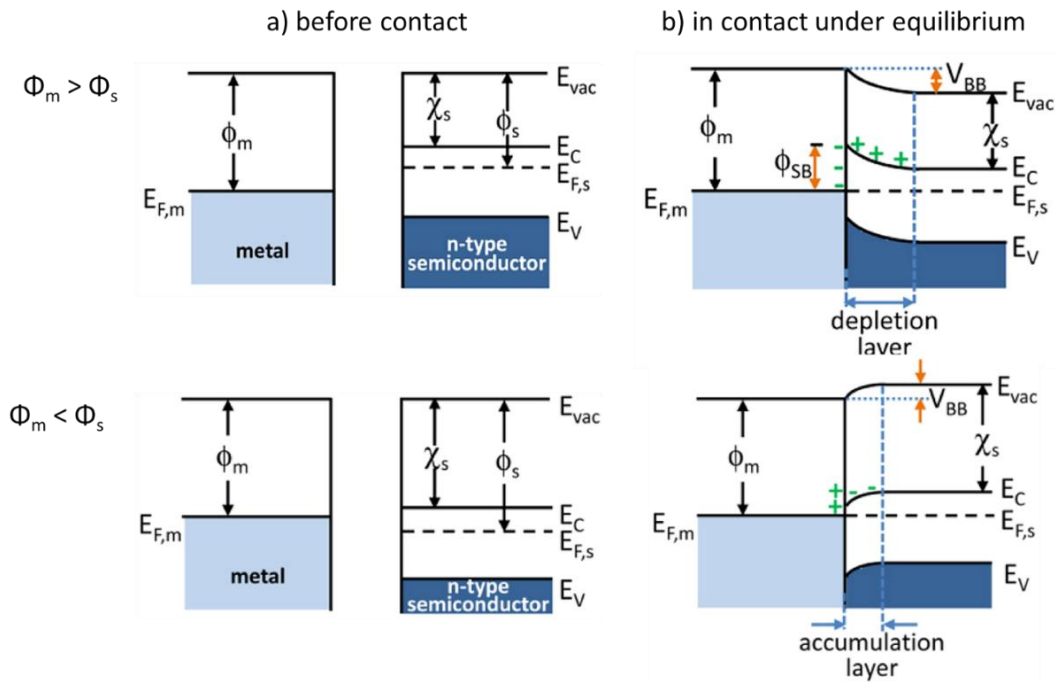 a) before contact
b) in contact under equilibrium
Φm > Φs
ϕm
EF,m
metal
χs
ϕs
Evac
EC
EF,s
EV
n-type
semiconductor
ϕm
ϕSB
- - -
+ + +
VBB
Evac
χs
EC
EF,s
EV
depletion
layer
Φm < Φs
ϕm
EF,m
metal
χs
ϕs
Evac
EC
EF,s
EV
n-type
semiconductor
ϕm
EF,m
+ - -
+
VBB
Evac
χs
EC
EF,s
EV
accumulation
layer